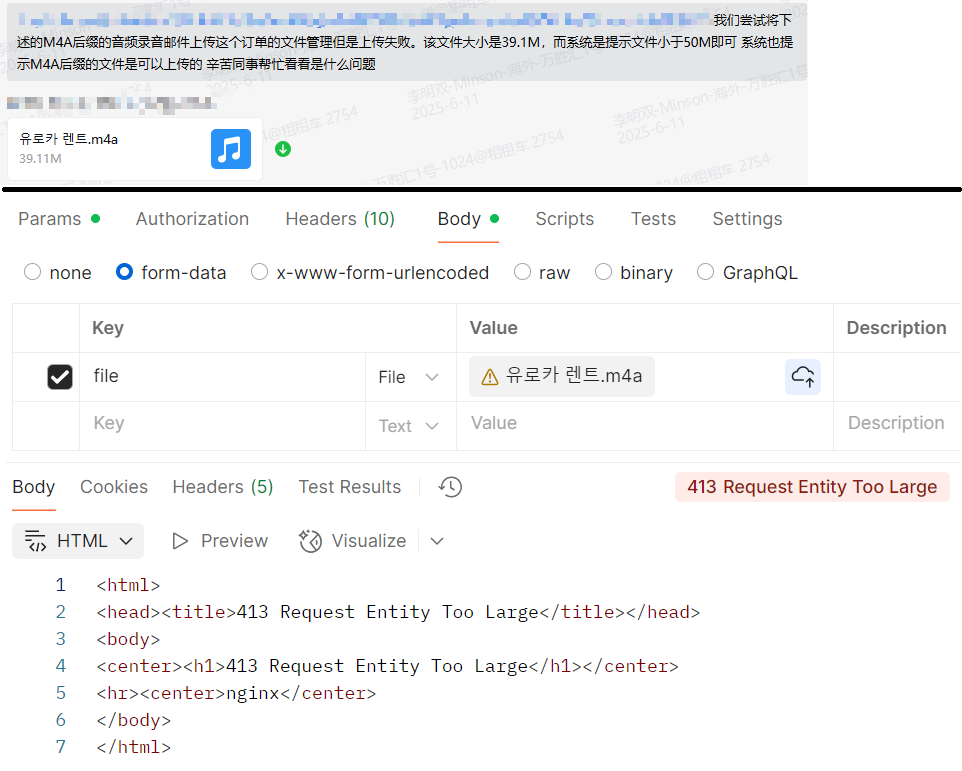 我们尝试将下
述的M4A后缀的音频录音邮件上传这个订单的文件管理但是上传失败。该文件大小是39.1M，而系统是提示文件小于50M即可 系统也提
示M4A后缀的文件是可以上传的 辛苦同事帮忙看看是什么问题
李明双-Minson-海外-万胜汇1号
2025-6-11
万胜汇1号-1024@租租车 2754
유로카 렌트.m4a
39.11M
Params
Authorization
Headers (10)
Body
Scripts
Tests
Settings
none
form-data
x-www-form-urlencoded
raw
binary
GraphQL
Key
Value
Description
file
File
유로카 렌트.m4a
Key
Text
Value
Description
Body
Cookies
Headers (5)
Test Results
413 Request Entity Too Large
HTML
Preview
Visualize
1 <html>
2 <head><title>413 Request Entity Too Large</title></head>
3 <body>
4 <center><h1>413 Request Entity Too Large</h1></center>
5 <hr><center>nginx</center>
6 </body>
7 </html>